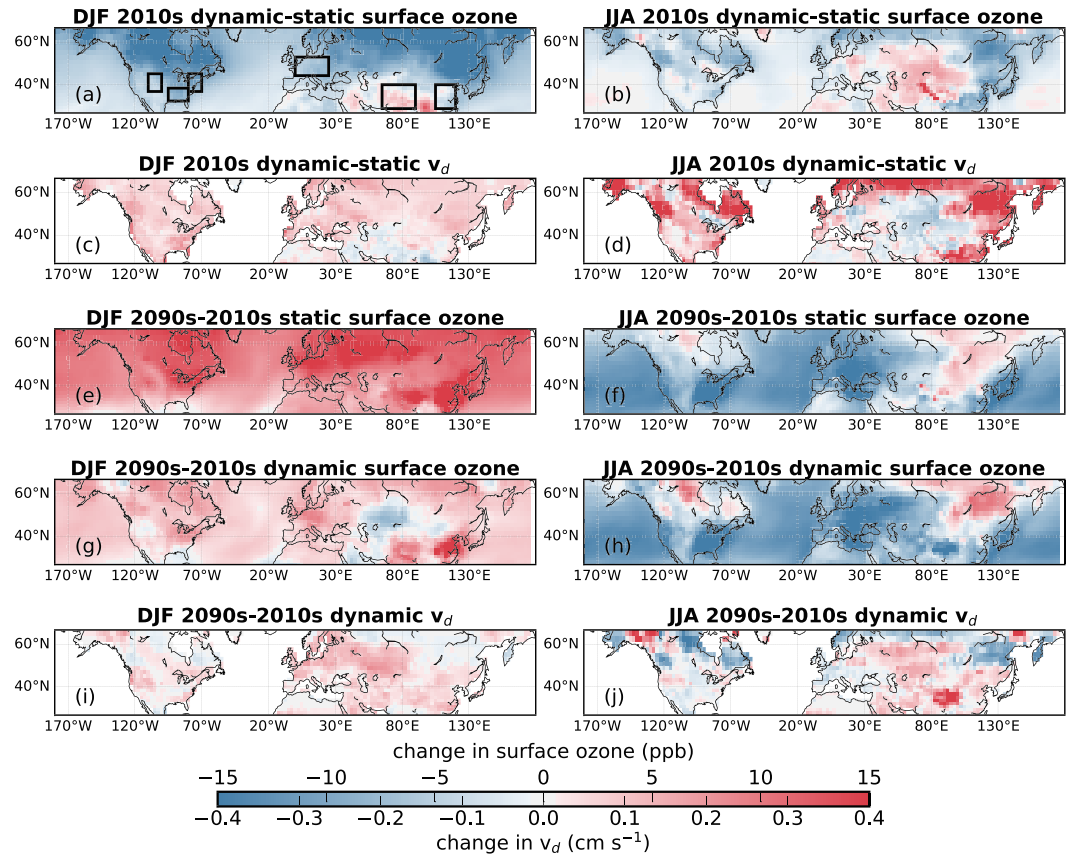 DJF 2010s dynamic-static surface ozone
60°N
40°N
(a)
170°W 120°W 70°W 20°W 30°E 80°E 130°E
JJA 2010s dynamic-static surface ozone
(b)
170°W 120°W 70°W 20°W 30°E 80°E 130°E
DJF 2010s dynamic-static v_d
60°N
40°N
(c)
170°W 120°W 70°W 20°W 30°E 80°E 130°E
JJA 2010s dynamic-static v_d
(d)
170°W 120°W 70°W 20°W 30°E 80°E 130°E
DJF 2090s-2010s static surface ozone
60°N
40°N
(e)
170°W 120°W 70°W 20°W 30°E 80°E 130°E
JJA 2090s-2010s static surface ozone
60°N
40°N
(f)
170°W 120°W 70°W 20°W 30°E 80°E 130°E
DJF 2090s-2010s dynamic surface ozone
60°N
40°N
(g)
170°W 120°W 70°W 20°W 30°E 80°E 130°E
JJA 2090s-2010s dynamic surface ozone
60°N
40°N
(h)
170°W 120°W 70°W 20°W 30°E 80°E 130°E
DJF 2090s-2010s dynamic v_d
60°N
40°N
(i)
170°W 120°W 70°W 20°W 30°E 80°E 130°E
JJA 2090s-2010s dynamic v_d
60°N
40°N
(j)
170°W 120°W 70°W 20°W 30°E 80°E 130°E
change in surface ozone (ppb)
−15 −10 −5 0 5 10 15
−0.4 −0.3 −0.2 −0.1 0.0 0.1 0.2 0.3 0.4
change in v_d (cm s⁻¹)